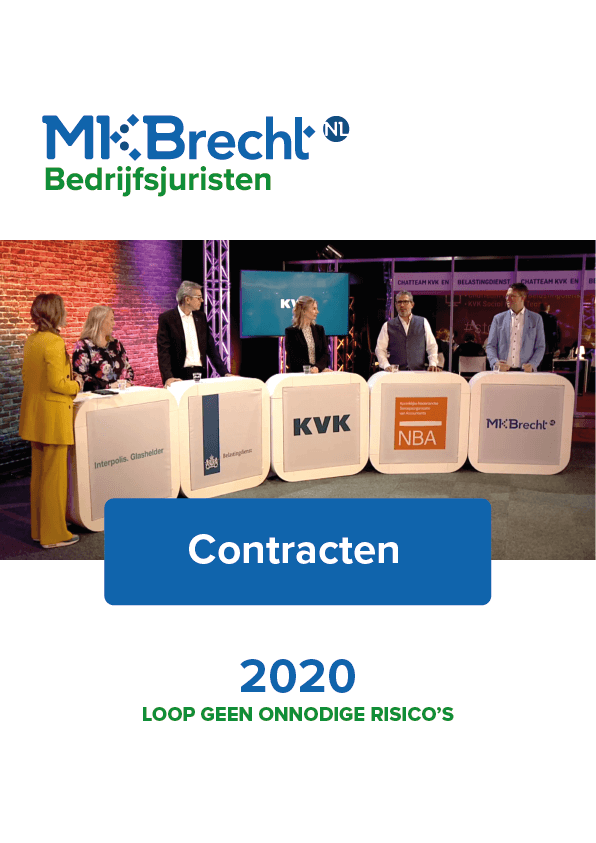 MKBrecht NL
Bedrijfsjuristen
CHATTEAM KVK EN
BELASTINGDIENST
CHATTEAM KVK EN
KVK
Interpolis. Glashelder
Belastingdienst
KVK
NBA
MKBrecht
Contracten
2020
LOOP GEEN ONNODIGE RISICO'S